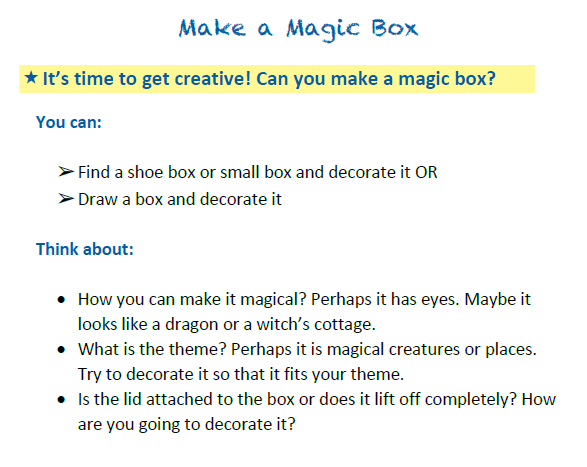 Make a Magic Box
★ It’s time to get creative! Can you make a magic box?
You can:
➢ Find a shoe box or small box and decorate it OR
➢ Draw a box and decorate it
Think about:
• How you can make it magical? Perhaps it has eyes. Maybe it
looks like a dragon or a witch’s cottage.
• What is the theme? Perhaps it is magical creatures or places.
Try to decorate it so that it fits your theme.
• Is the lid attached to the box or does it lift off completely? How
are you going to decorate it?